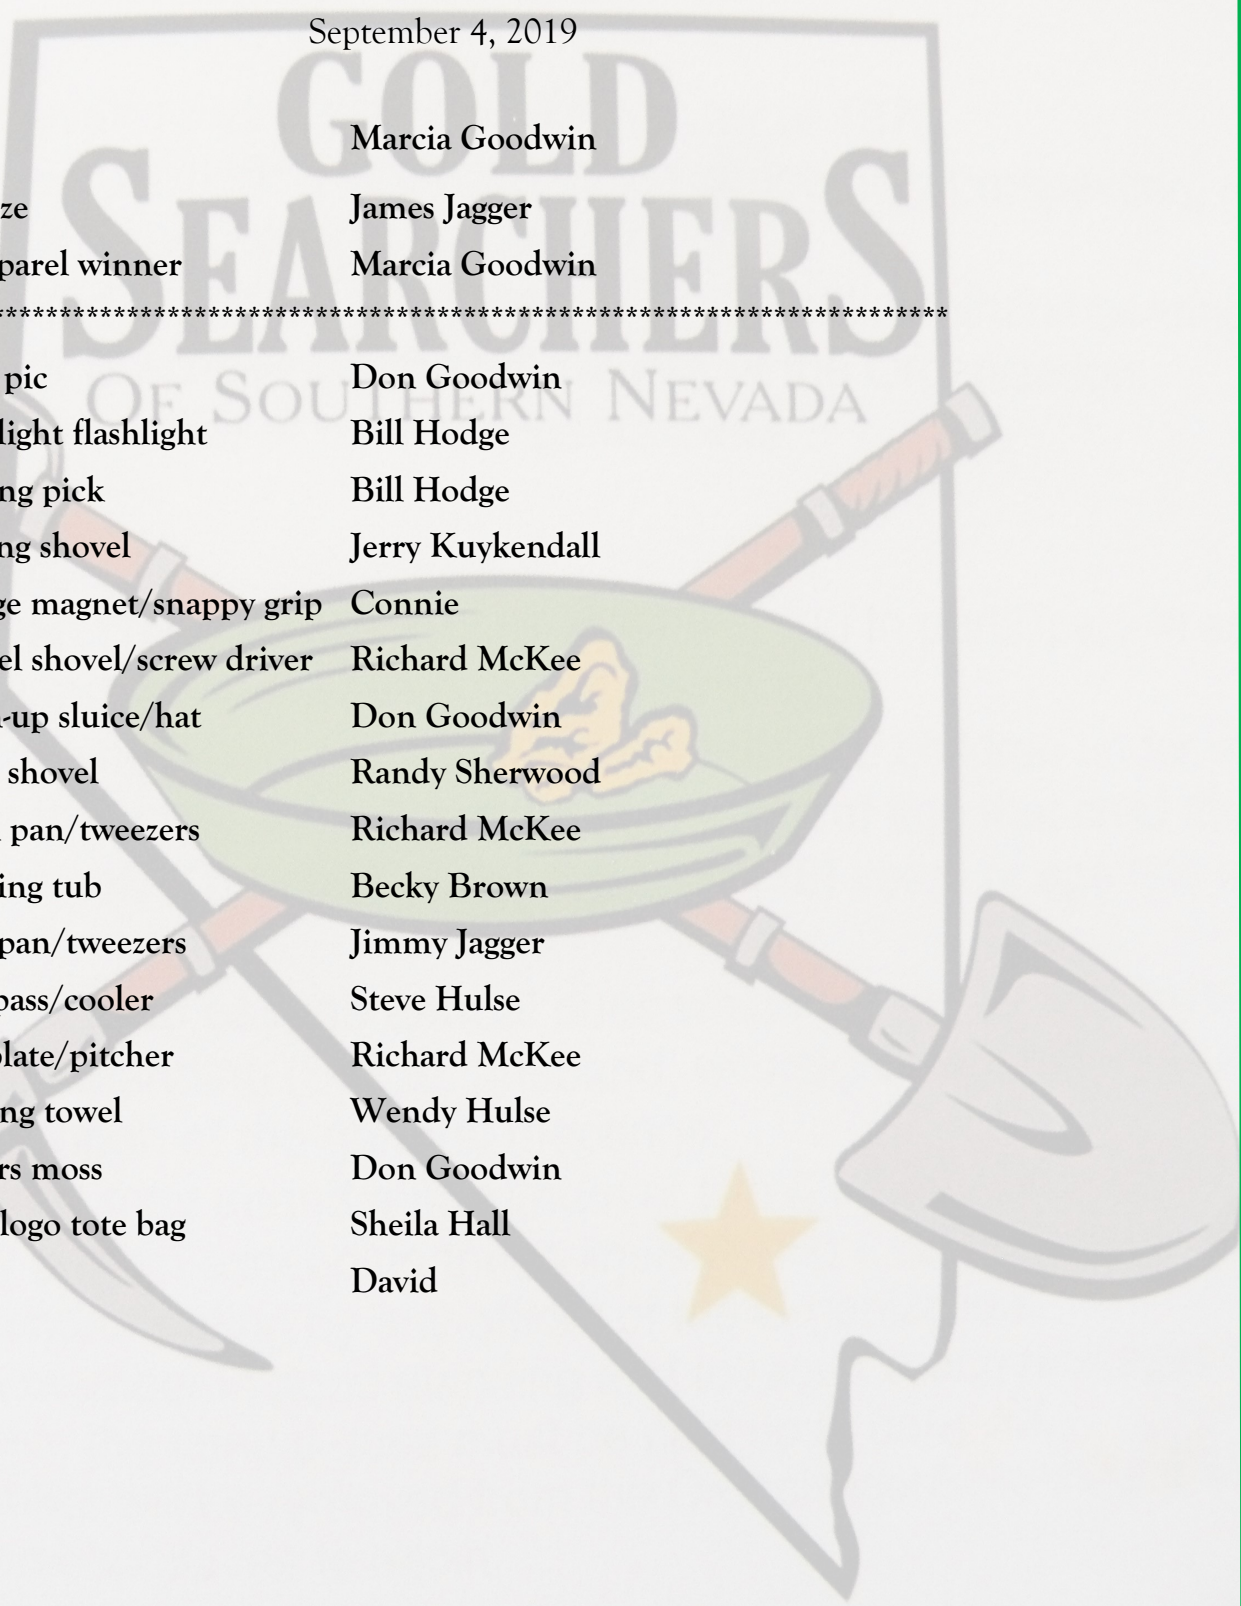 September 4, 2019
GOLD
SEARCHERS
OF SOUTHERN NEVADA
Marcia Goodwin
ze James Jagger
parel winner Marcia Goodwin
************************************************************************
pic Don Goodwin
light flashlight Bill Hodge
ng pick Bill Hodge
ng shovel Jerry Kuykendall
ge magnet/snappy grip Connie
el shovel/screw driver Richard McKee
-up sluice/hat Don Goodwin
shovel Randy Sherwood
pan/tweezers Richard McKee
ing tub Becky Brown
pan/tweezers Jimmy Jagger
pass/cooler Steve Hulse
late/pitcher Richard McKee
ng towel Wendy Hulse
rs moss Don Goodwin
logo tote bag Sheila Hall
David